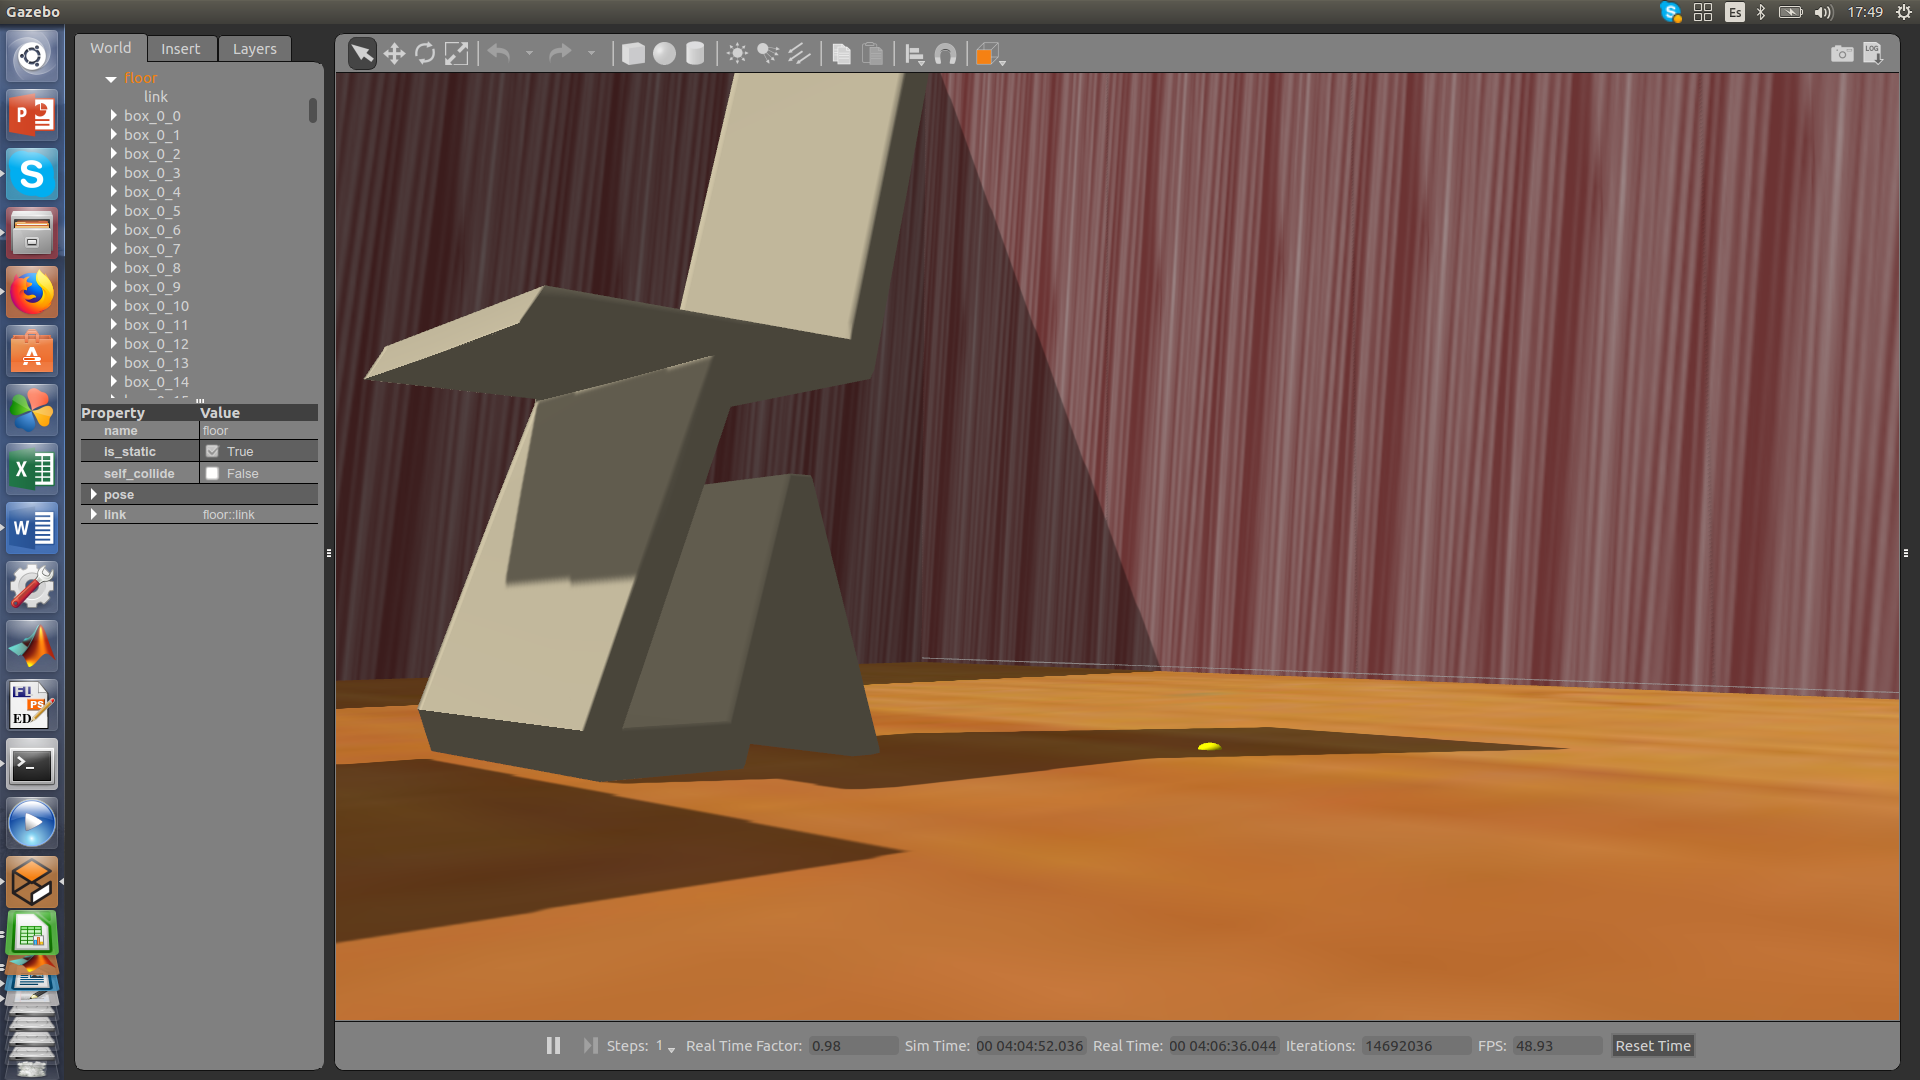 Gazebo
Es
17:49
World
Insert
Layers
LOG
floor
link
box_0_0
box_0_1
box_0_2
box_0_3
box_0_4
box_0_5
box_0_6
box_0_7
box_0_8
box_0_9
box_0_10
box_0_11
box_0_12
box_0_13
box_0_14
Property Value
name floor
is_static True
self_collide False
pose
link floor::link
Steps: 1 Real Time Factor: 0.98 Sim Time: 00 04:04:52.036 Real Time: 00 04:06:36.044 Iterations: 14692036 FPS: 48.93 Reset Time